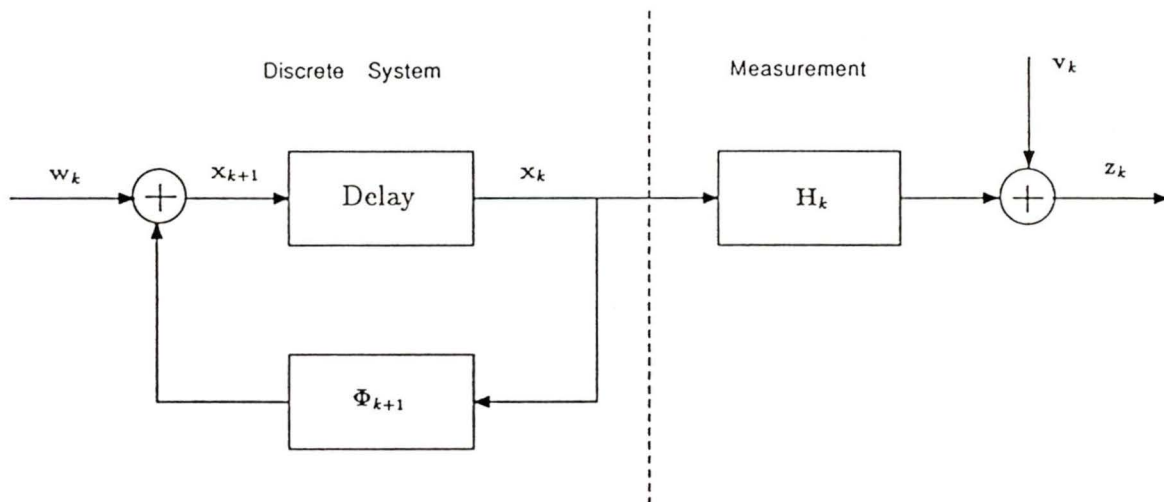 Discrete System
Measurement
v_k
w_k
x_{k+1}
Delay
x_k
H_k
z_k
Φ_{k+1}